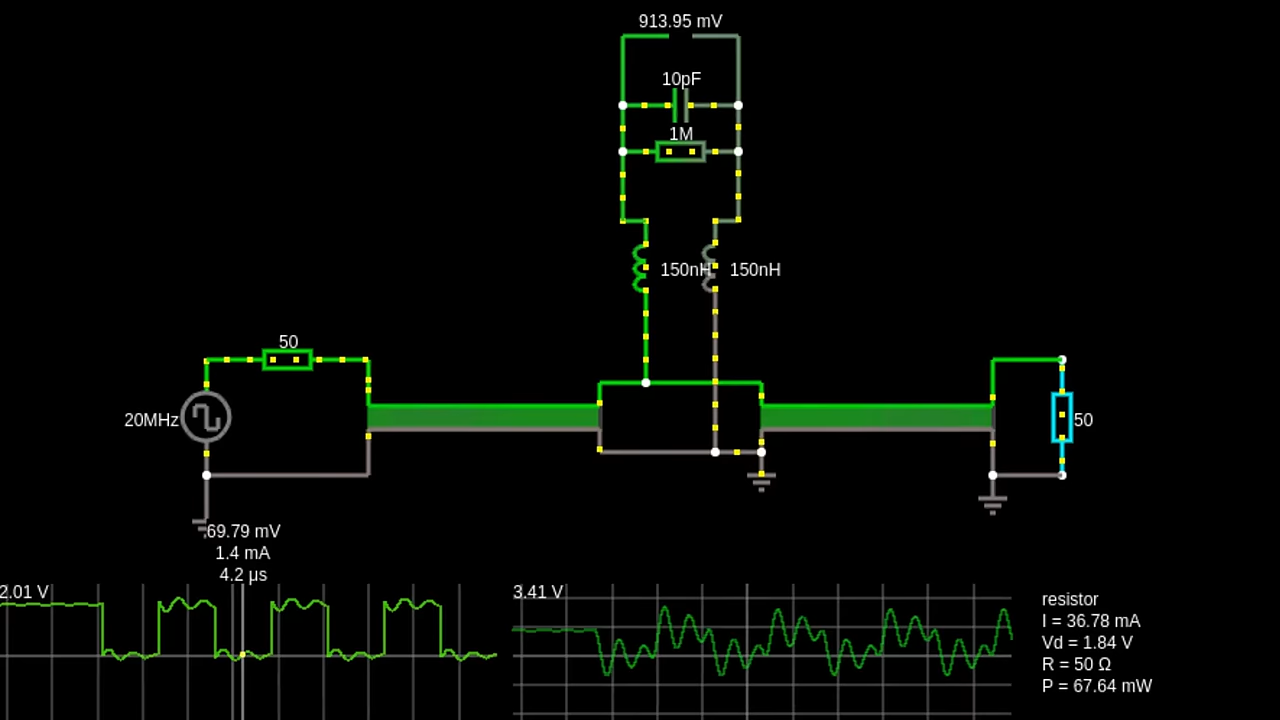 913.95 mV
10pF
1M
150nH
150nH
50
20MHz
50
69.79 mV
1.4 mA
4.2 μs
2.01 V
3.41 V
resistor
I = 36.78 mA
Vd = 1.84 V
R = 50 Ω
P = 67.64 mW